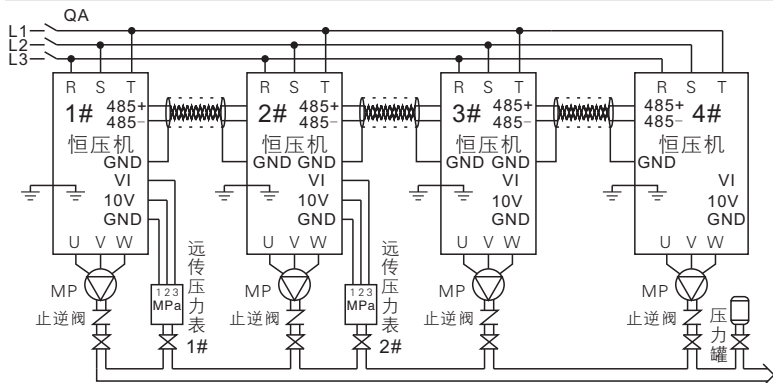 QA
L1
L2
L3
R S T
R S T
R S T
R S T
1#
485+
485-
恒压机
GND
VI
10V
GND
U V W
2#
485+
485-
恒压机
GND GND
VI
10V
GND
U V W
3#
485+
485-
恒压机
GND GND
VI
10V
GND
U V W
485+
485-
4#
恒压机
GND
VI
10V
GND
U V W
MP
止逆阀
1 2 3
MPa
远传压力表
1#
MP
止逆阀
1 2 3
MPa
远传压力表
2#
MP
止逆阀
MP
止逆阀
压力罐